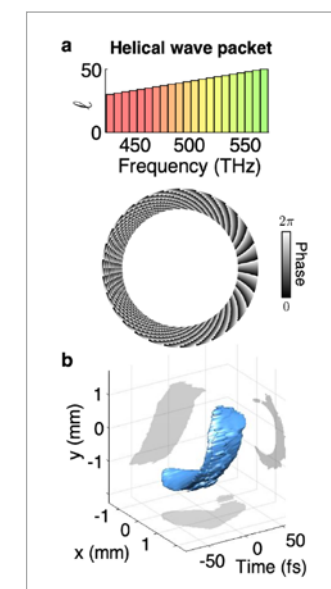 a
Helical wave packet
50
ℓ
0
450 500 550
Frequency (THz)
2π
Phase
0
b
1
0
-1
y (mm)
-1
0
1
x (mm)
-50
0
50
Time (fs)